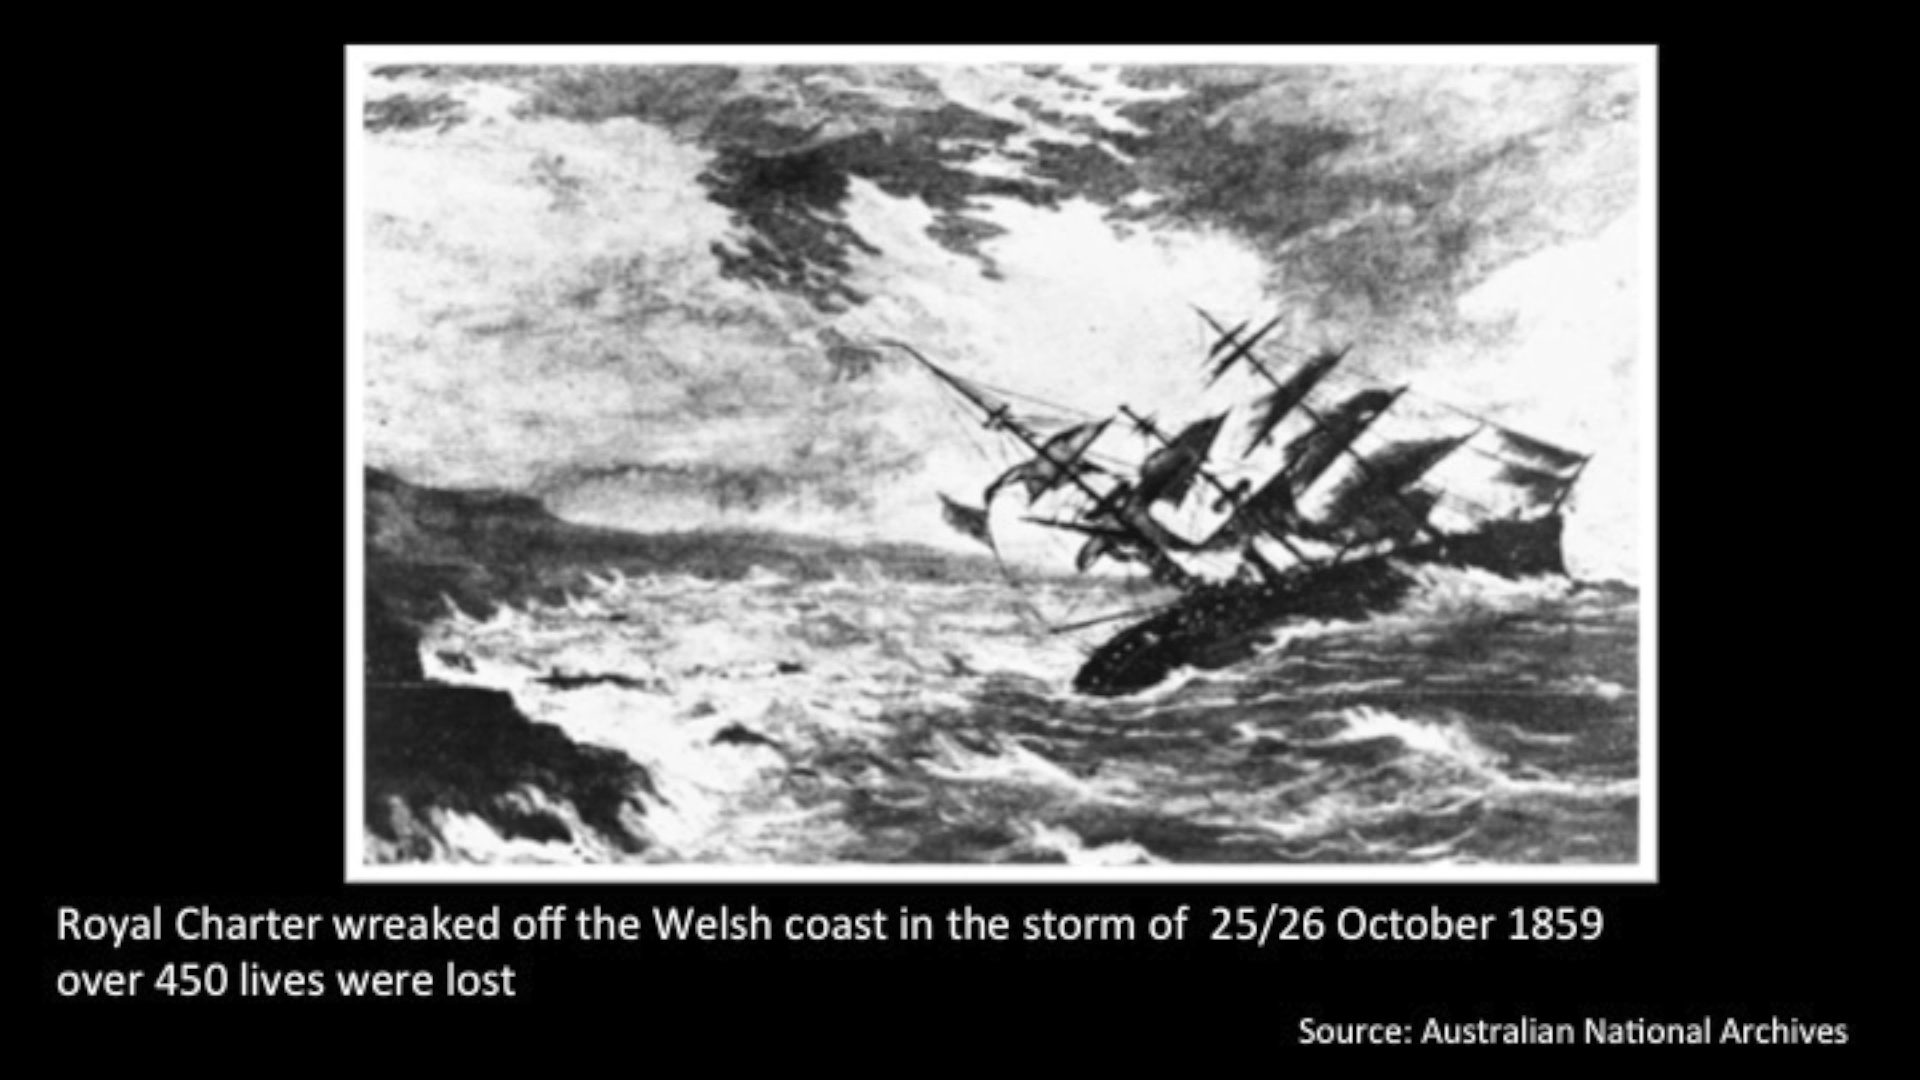 Royal Charter wreaked off the Welsh coast in the storm of  25/26 October 1859
over 450 lives were lost
Source: Australian National Archives